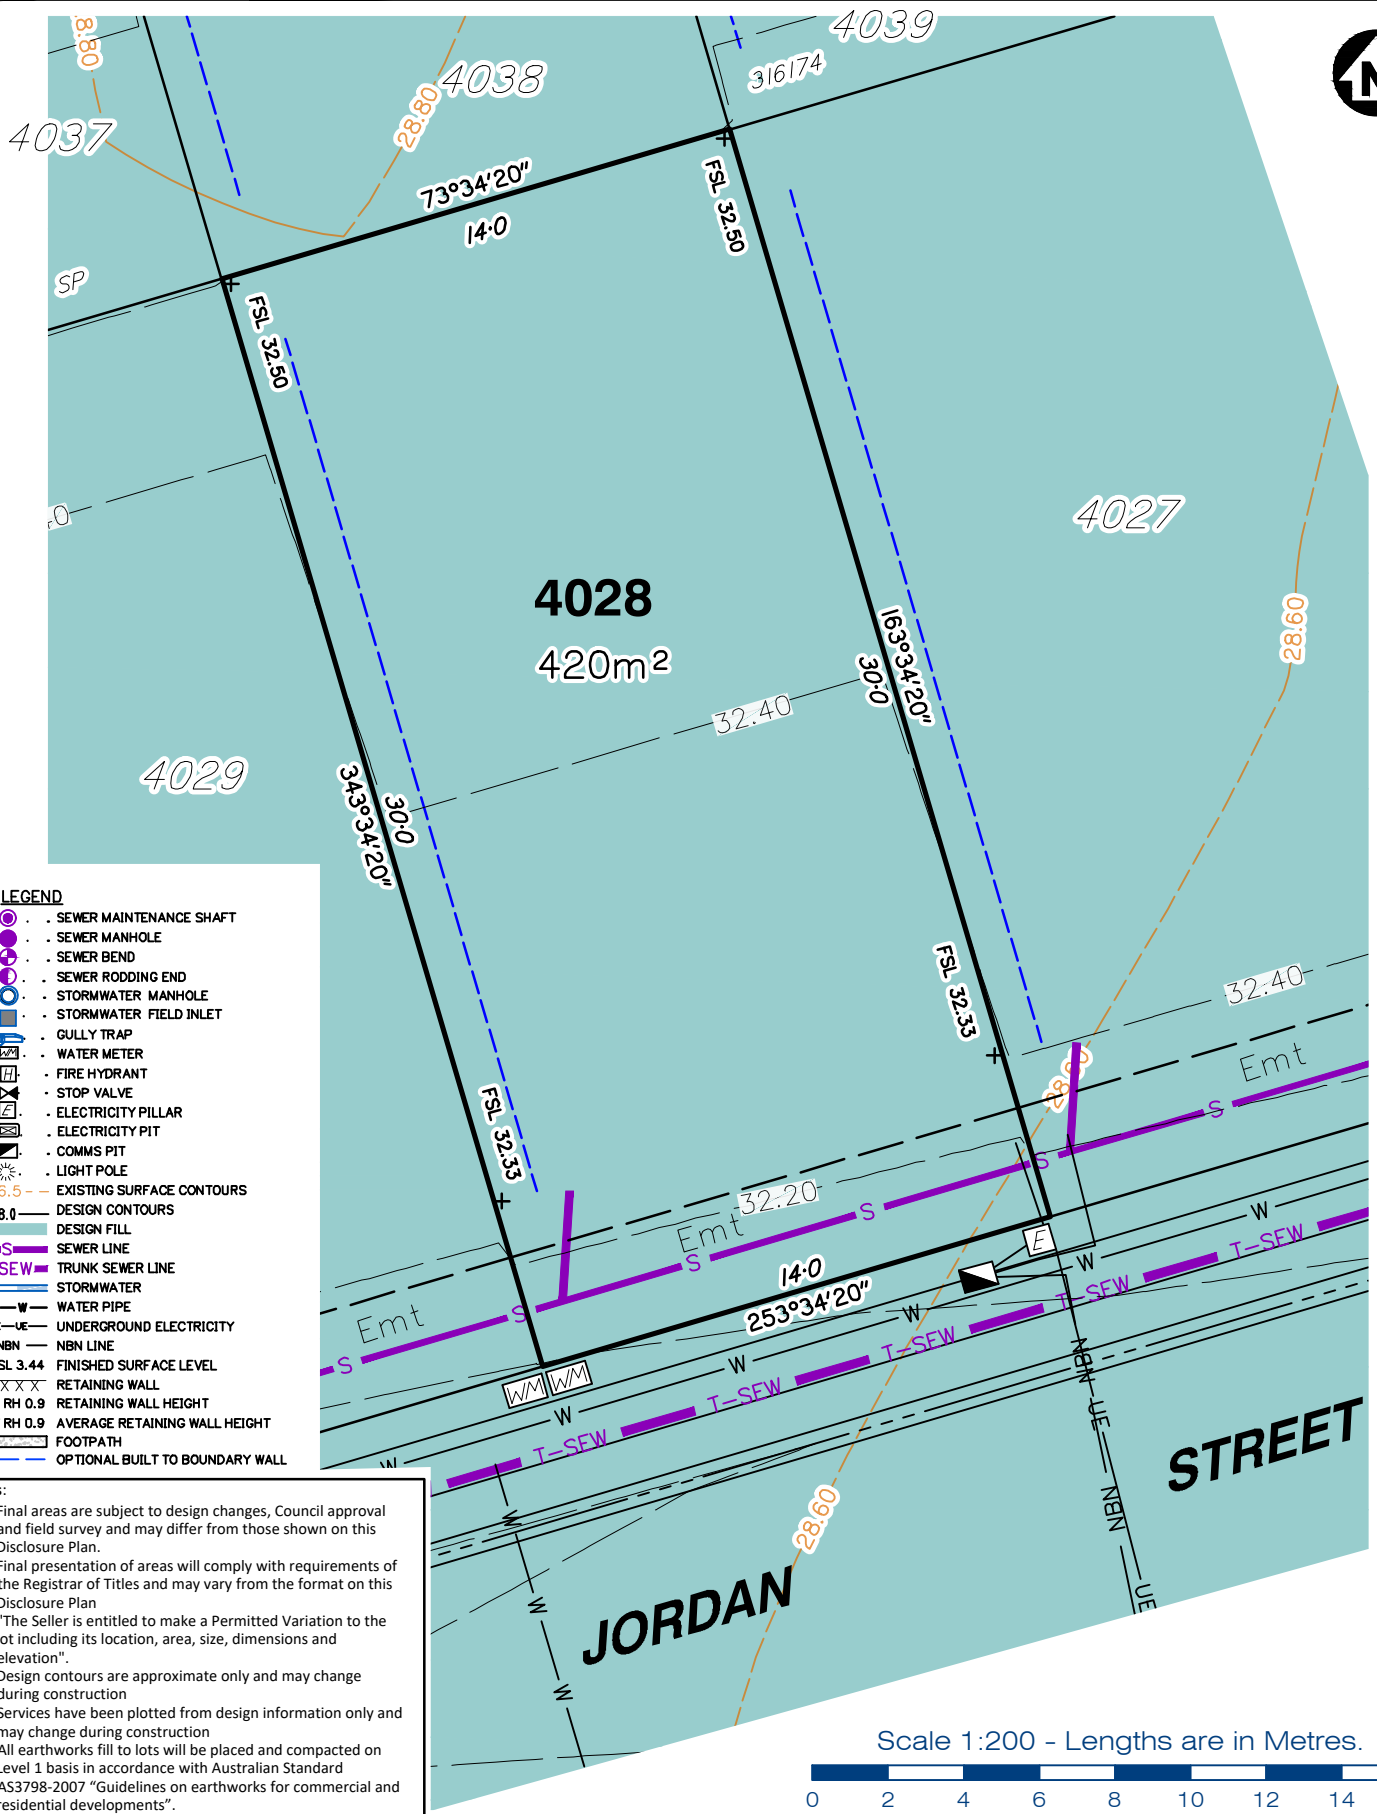 4039
316174
4038
28.80
8.80
4037
N
73°34'20"
14·0
FSL 32.50
FSL 32.50
SP
4027
4028
420m²
28.60
163°34'20"
30·0
32.40
4029
343°34'20"
30·0
FSL 32.33
32.40
FSL 32.33
Emt
32.20
Emt
Emt
S
S
S
S
S
S
E
14·0
253°34'20"
WM
WM
W
W
W
W
W
W
T-SEW
T-SEW
T-SEW
T-SEW
T-SEW
NBN
UE
NBN
UE
W
W
W
28.60
JORDAN
STREET
LEGEND
SEWER MAINTENANCE SHAFT
SEWER MANHOLE
SEWER BEND
SEWER RODDING END
STORMWATER MANHOLE
STORMWATER FIELD INLET
GULLY TRAP
WM WATER METER
H FIRE HYDRANT
STOP VALVE
E ELECTRICITY PILLAR
ELECTRICITY PIT
COMMS PIT
LIGHT POLE
6.5 EXISTING SURFACE CONTOURS
8.0 DESIGN CONTOURS
DESIGN FILL
S SEWER LINE
SEW TRUNK SEWER LINE
STORMWATER
W WATER PIPE
UE UNDERGROUND ELECTRICITY
NBN NBN LINE
SL 3.44 FINISHED SURFACE LEVEL
X X X RETAINING WALL
RH 0.9 RETAINING WALL HEIGHT
RH 0.9 AVERAGE RETAINING WALL HEIGHT
FOOTPATH
OPTIONAL BUILT TO BOUNDARY WALL
s:
Final areas are subject to design changes, Council approval
and field survey and may differ from those shown on this
Disclosure Plan.
Final presentation of areas will comply with requirements of
the Registrar of Titles and may vary from the format on this
Disclosure Plan
"The Seller is entitled to make a Permitted Variation to the
lot including its location, area, size, dimensions and
elevation".
Design contours are approximate only and may change
during construction
Services have been plotted from design information only and
may change during construction
All earthworks fill to lots will be placed and compacted on
Level 1 basis in accordance with Australian Standard
AS3798-2007 “Guidelines on earthworks for commercial and
residential developments”.
Scale 1:200 - Lengths are in Metres.
0 2 4 6 8 10 12 14